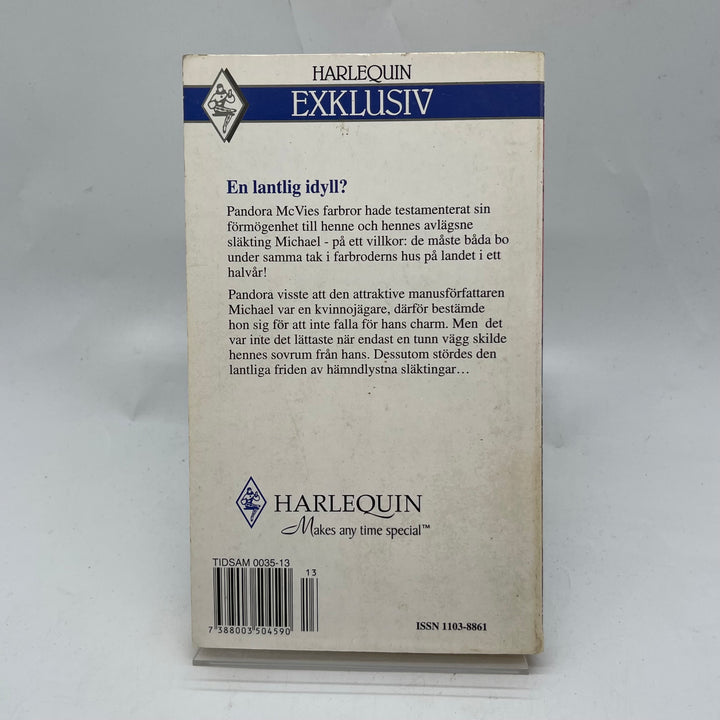 HARLEQUIN
EXKLUSIV
En lantlig idyll?
Pandora McVies farbror hade testamenterat sin
förmögenhet till henne och hennes avlägsne
släkting Michael - på ett villkor: de måste båda bo
under samma tak i farbroderns hus på landet i ett
halvår!
Pandora visste att den attraktive manusförfattaren
Michael var en kvinnojägare, därför bestämde
hon sig för att inte falla för hans charm. Men det
var inte det lättaste när endast en tunn vägg skilde
hennes sovrum från hans. Dessutom stördes den
lantliga friden av hämndlystna släktingar…
HARLEQUIN
Makes any time special™
TIDSAM 0035-13
13
7 388003 504590
ISSN 1103-8861